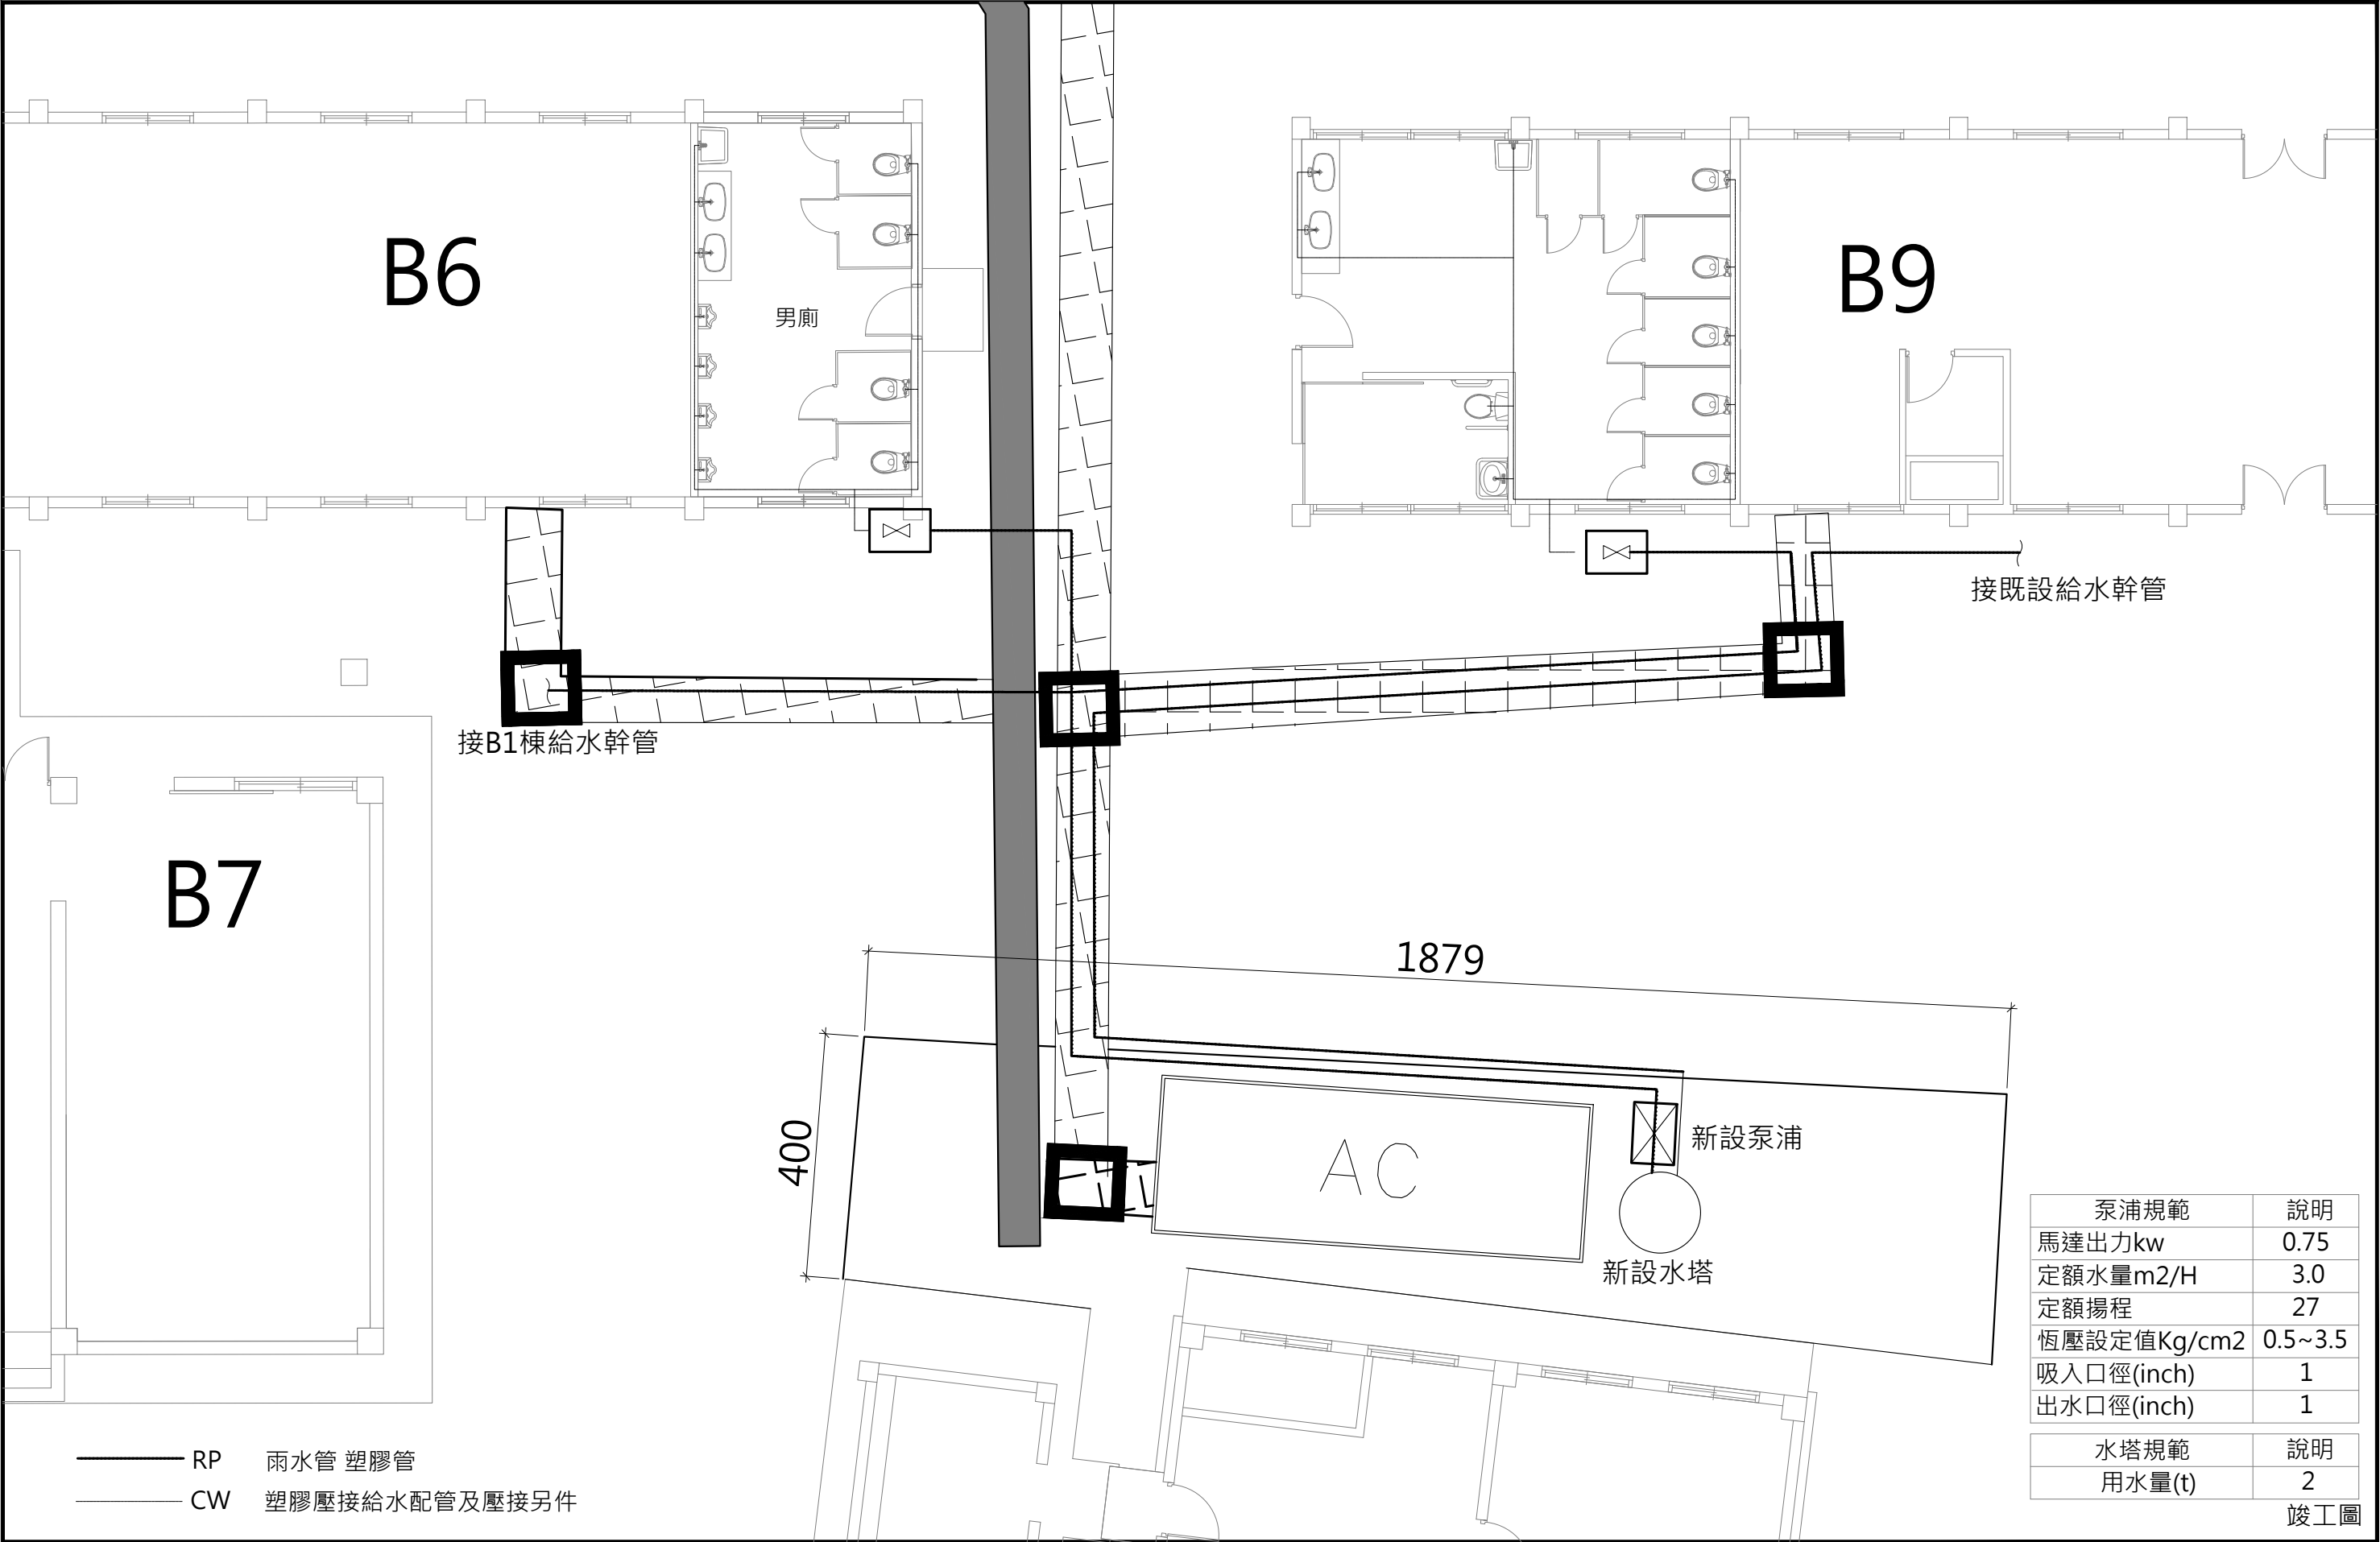 B6
男廁
B9
接既設給水幹管
接B1棟給水幹管
B7
1879
400
AC
新設泵浦
新設水塔
泵浦規範 說明
馬達出力kw 0.75
定額水量m2/H 3.0
定額揚程 27
恆壓設定值Kg/cm2 0.5~3.5
吸入口徑(inch) 1
出水口徑(inch) 1
水塔規範 說明
用水量(t) 2
竣工圖
RP 雨水管 塑膠管
CW 塑膠壓接給水配管及壓接另件